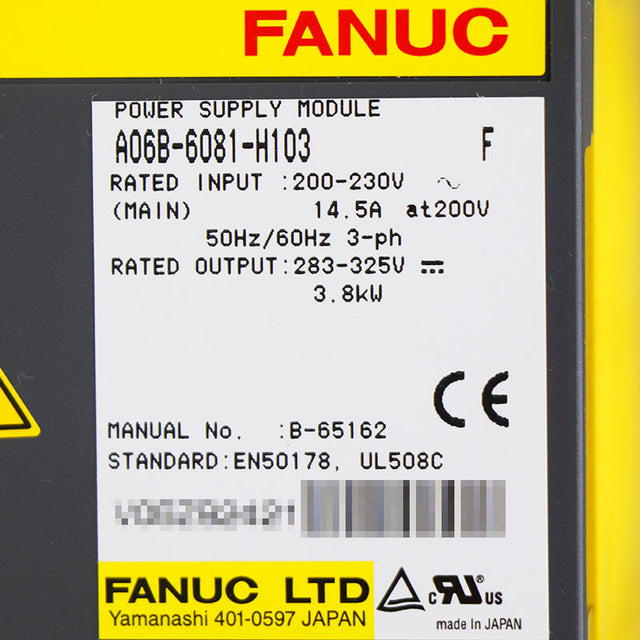 FANUC
POWER SUPPLY MODULE
A06B-6081-H103 F
RATED INPUT :200-230V ~
(MAIN) 14.5A at200V
50Hz/60Hz 3-ph
RATED OUTPUT:283-325V ⎓
3.8kW
CE
MANUAL No. :B-65162
STANDARD:EN50178, UL508C
FANUC LTD
Yamanashi 401-0597 JAPAN
c RU ® US
made in JAPAN